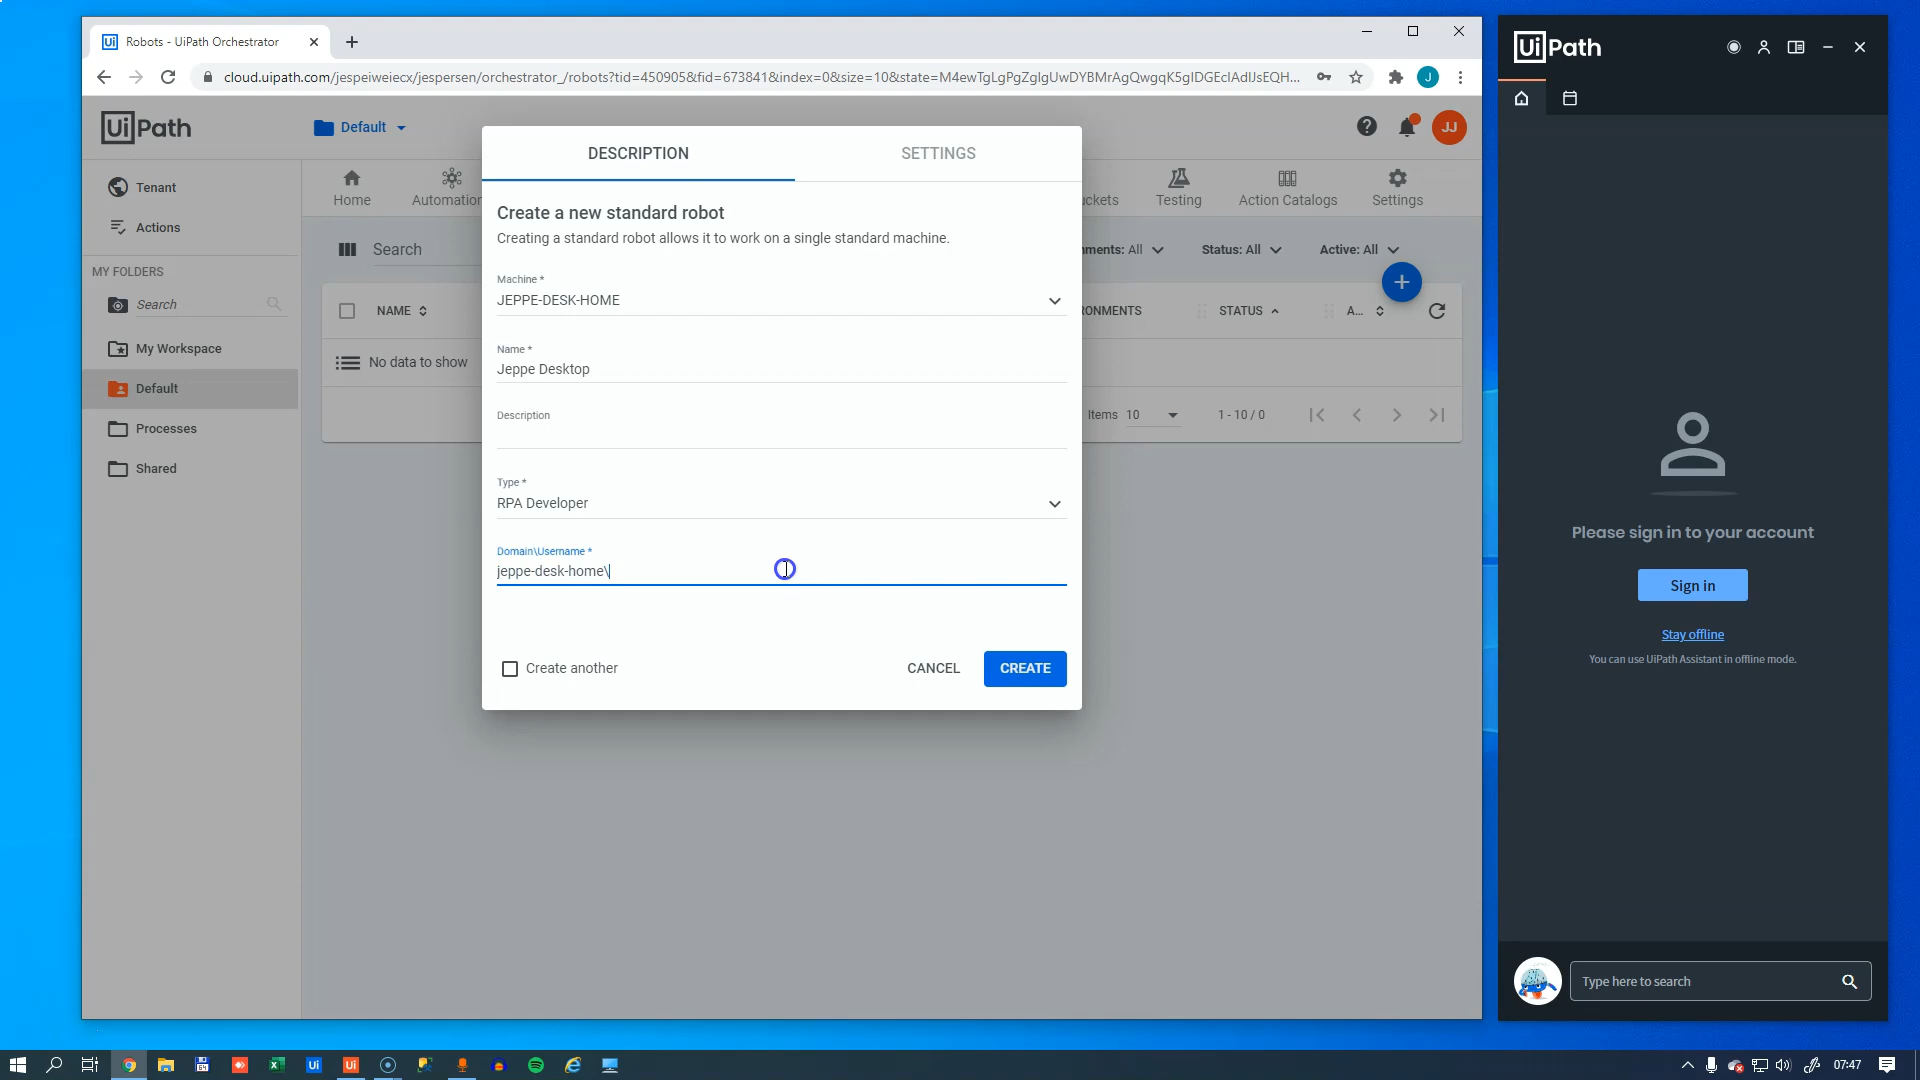 Robots - UiPath Orchestrator
cloud.uipath.com/jespeiweiecx/jespersen/orchestrator_/robots?tid=450905&fid=673841&index=0&size=10&state=M4ewTgLgPgZglgUwDYBMrAgQwgqK5gIDGEclAdIJsEQH...
J
UiPath
Default
JJ
Tenant
Actions
MY FOLDERS
Search
My Workspace
Default
Processes
Shared
Home
Automation
uckets
Testing
Action Catalogs
Settings
Search
nments: All
Status: All
Active: All
NAME
RONMENTS
STATUS
A...
No data to show
Items 10
1 - 10 / 0
DESCRIPTION
SETTINGS
Create a new standard robot
Creating a standard robot allows it to work on a single standard machine.
Machine *
JEPPE-DESK-HOME
Name *
Jeppe Desktop
Description
Type *
RPA Developer
Domain\Username *
jeppe-desk-home\
Create another
CANCEL
CREATE
UiPath
Please sign in to your account
Sign in
Stay offline
You can use UiPath Assistant in offline mode.
Type here to search
Ui
Ui
64
07:47